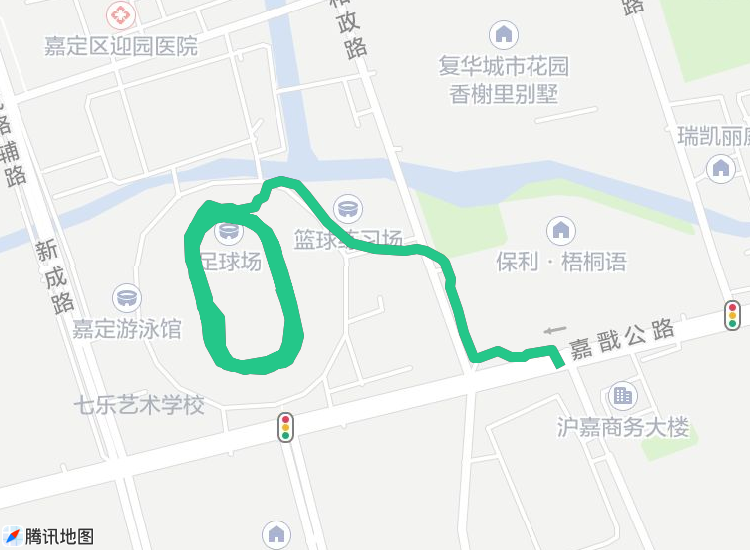 嘉定区迎园医院
和政路
路
复华城市花园
香榭里别墅
路辅路
瑞凯丽庭
篮球练习场
足球场
保利·梧桐语
新成路
嘉定游泳馆
嘉戬公路
七乐艺术学校
沪嘉商务大楼
腾讯地图